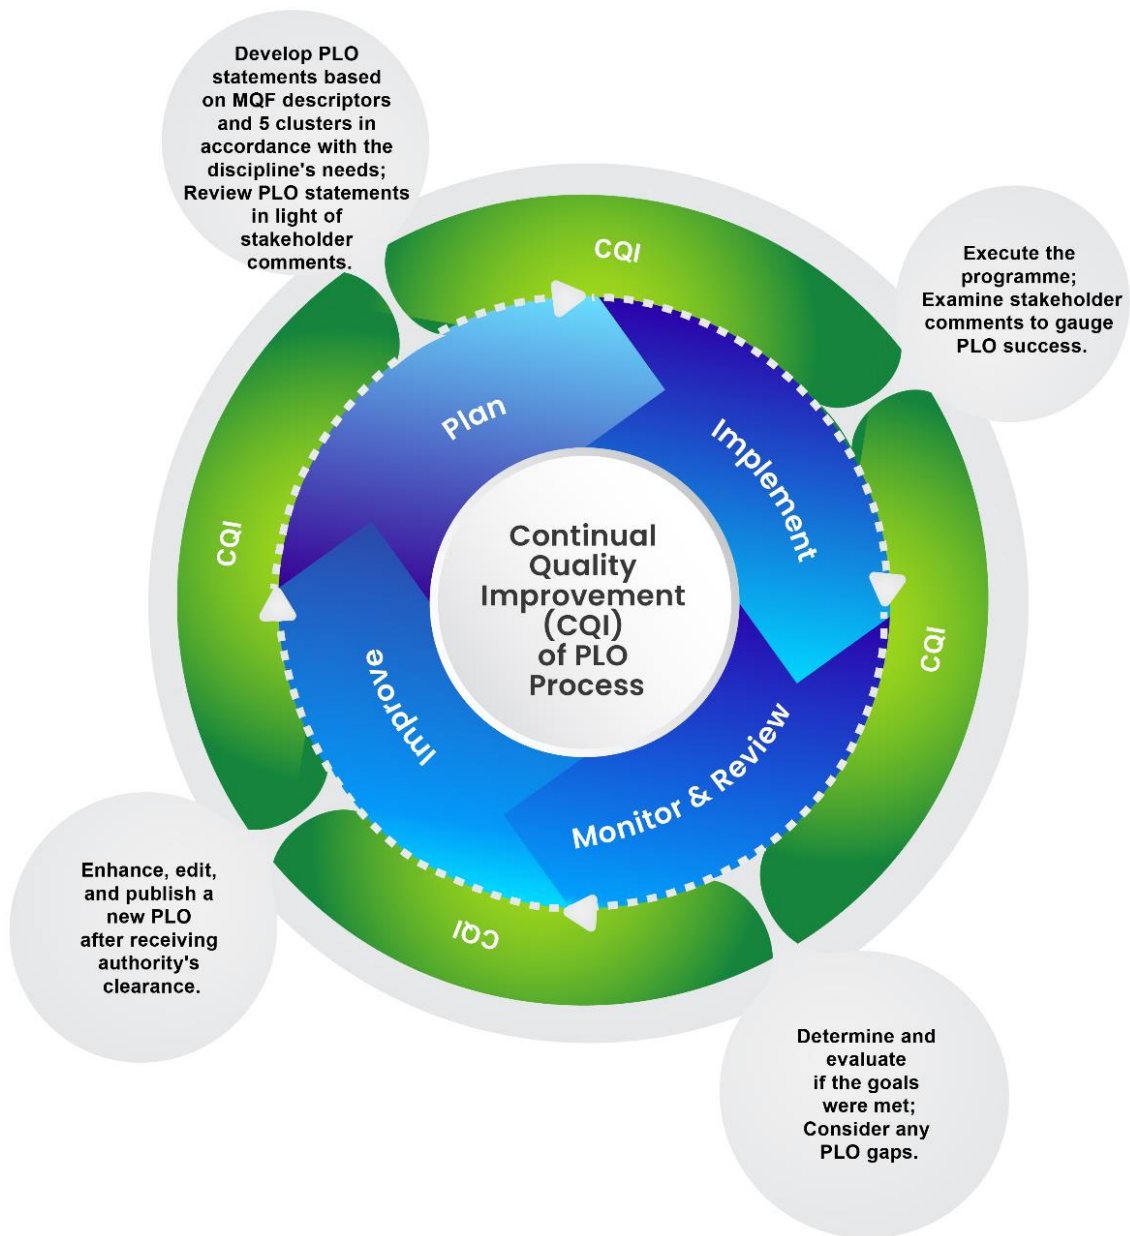 Develop PLO
statements based
on MQF descriptors
and 5 clusters in
accordance with the
discipline's needs;
Review PLO statements
in light of
stakeholder
comments.
CQI
Execute the
programme;
Examine stakeholder
comments to gauge
PLO success.
Plan
Implement
CQI
Continual
Quality
Improvement
(CQI)
of PLO
Process
CQI
Improve
Monitor & Review
Enhance, edit,
and publish a
new PLO
after receiving
authority's
clearance.
CQI
Determine and
evaluate
if the goals
were met;
Consider any
PLO gaps.